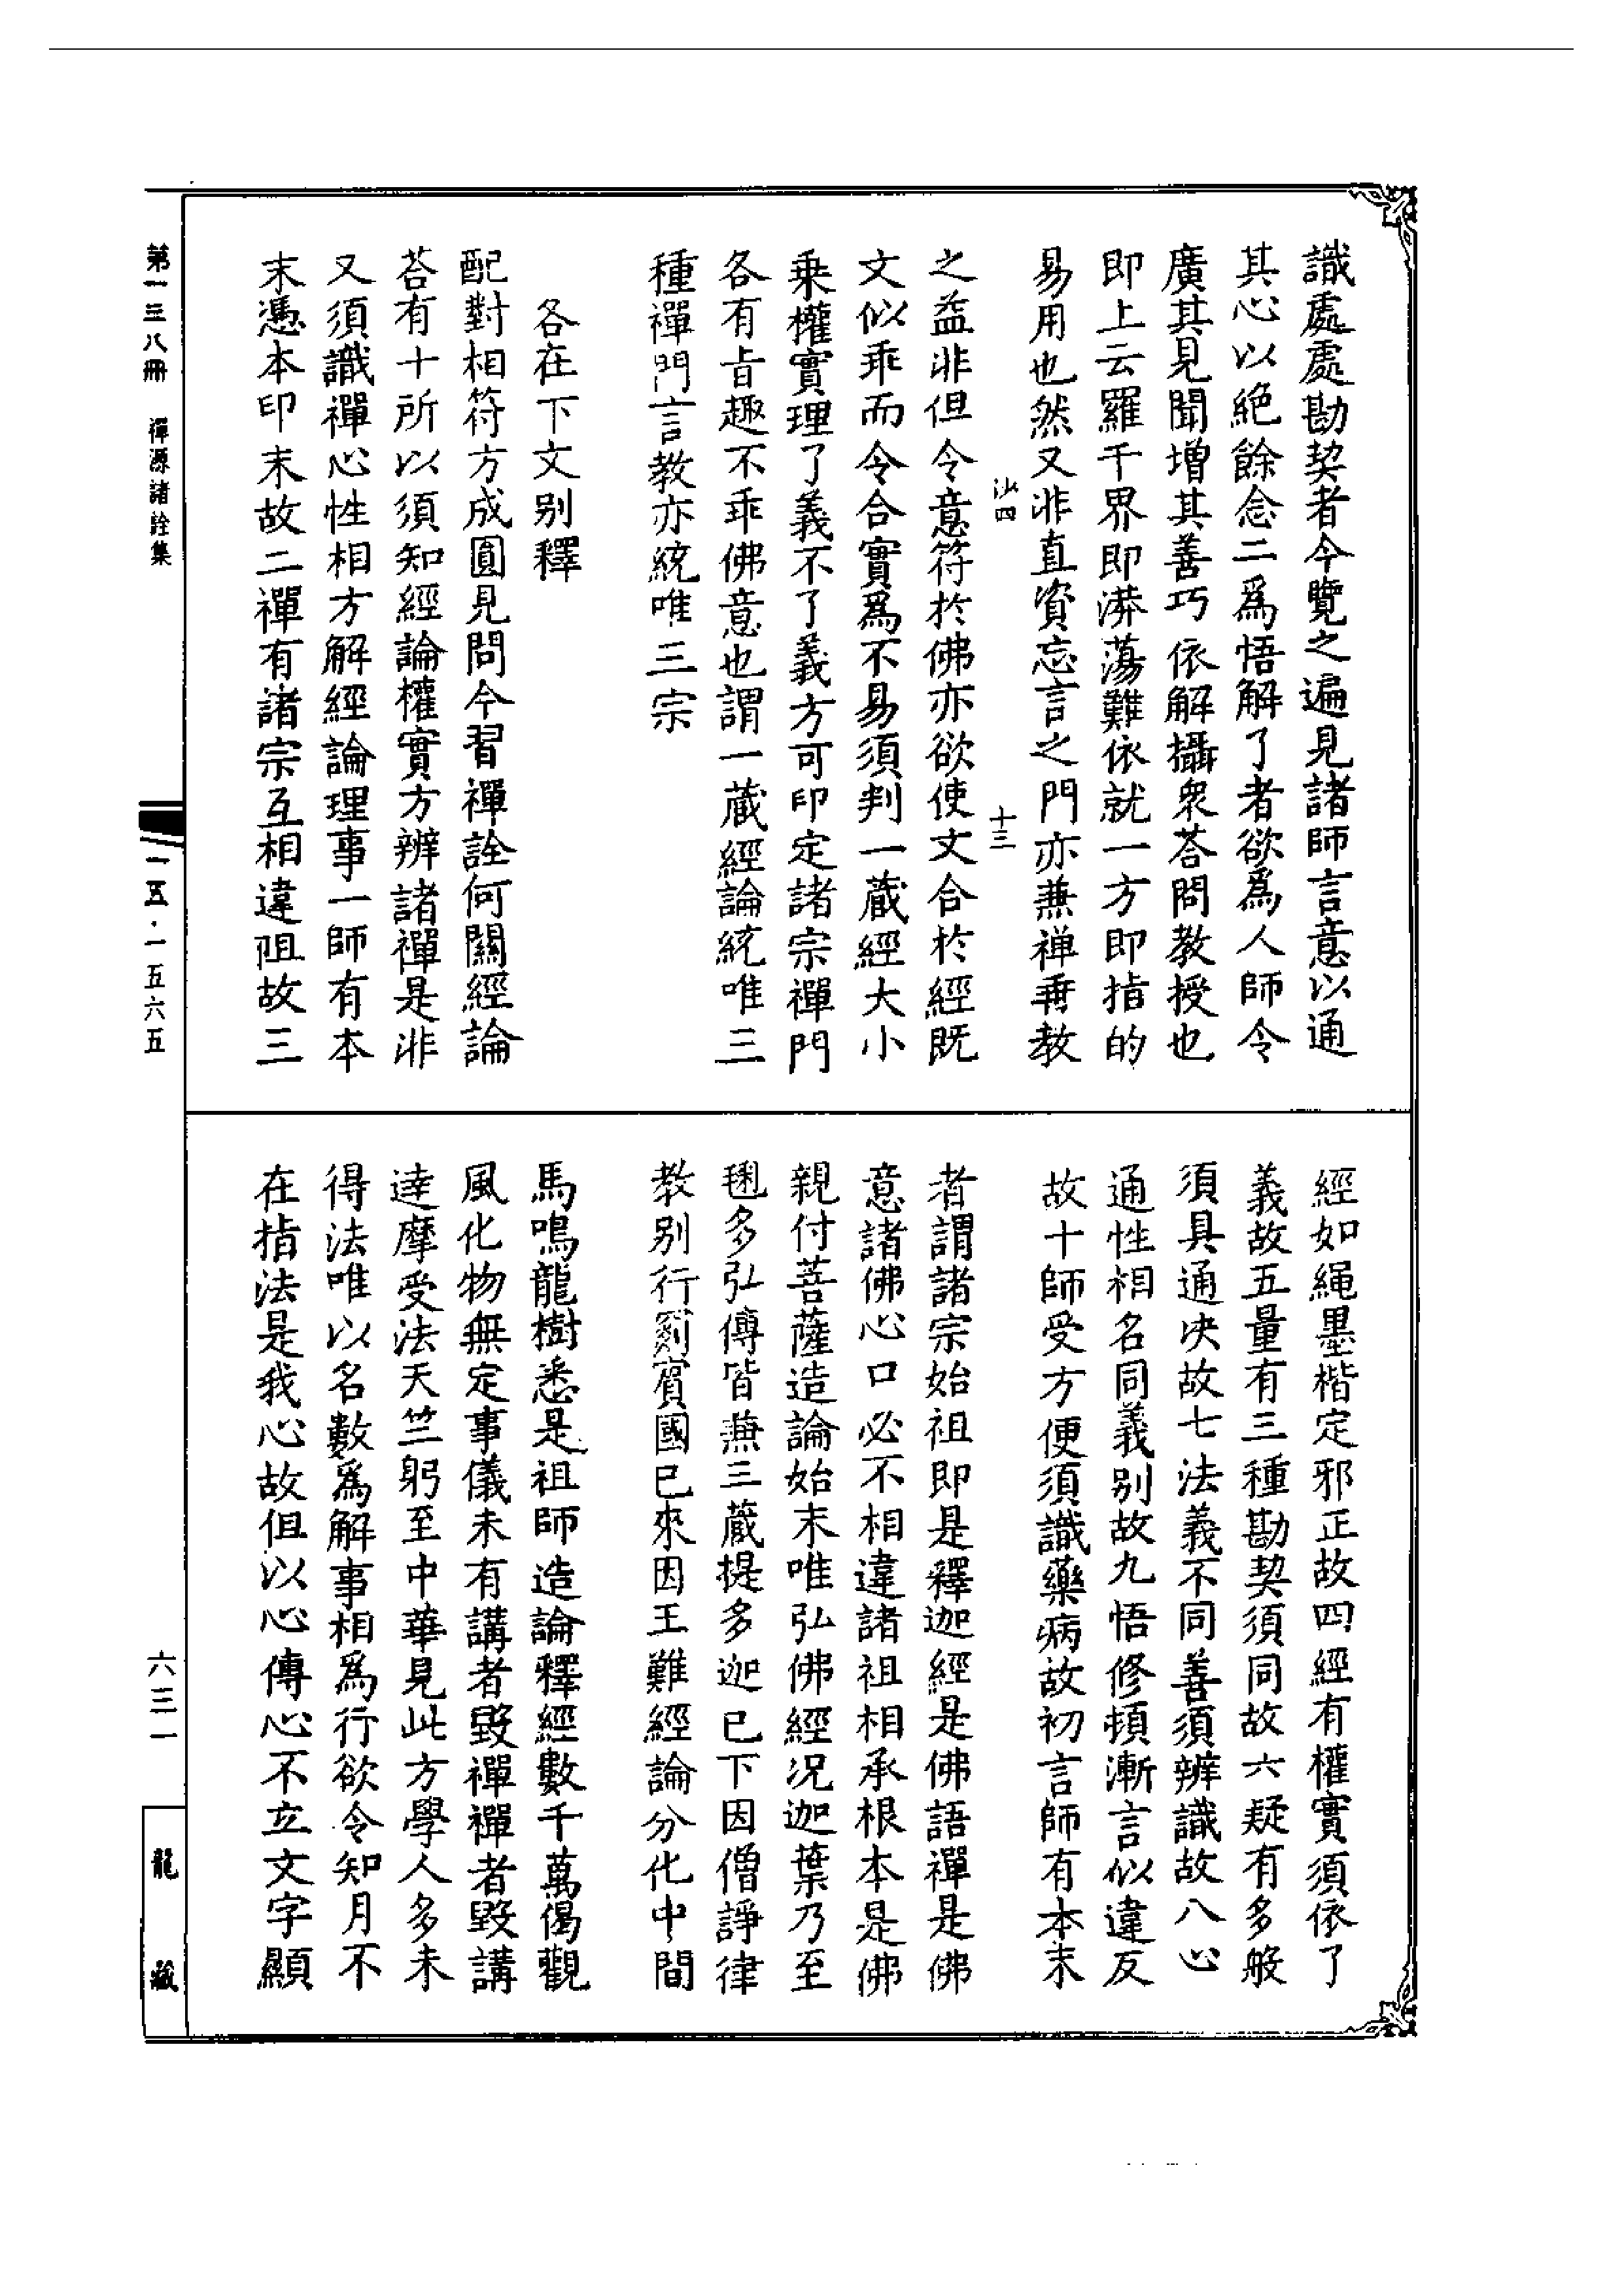 識處處勘契者今覽之遍見諸師言意以通
其心以絶餘念二爲悟解了者欲爲人師令
廣其見聞增其善巧依解攝衆荅問教授也
即上云羅千界即漭蕩難依就一方即指的
易用也然又非直資忘言之門亦兼禅乗教
沙四 十三
之益非但令意符於佛亦欲使文合於經既
文似乖而令合實爲不易須判一蔵經大小
乗權實理了義不了義方可印定諸宗禪門
各有㫖趣不乖佛意也謂一蔵經論統唯三
種禪門言教亦統唯三宗
各在下文别釋
配對相符方成圓見問今習禪詮何關經論
荅有十所以須知經論權實方辨諸禪是非
又須識禪心性相方解經論理事一師有本
末憑本印末故二禪有諸宗互相違阻故三
經如繩墨楷定邪正故四經有權實須依了
義故五量有三種勘契須同故六疑有多般
須具通决故七法義不同善須辨識故八心
通性相名同義别故九悟修頓漸言似違反
故十師受方便須識藥病故初言師有本末
者謂諸宗始祖即是釋迦經是佛語禪是佛
意諸佛心口必不相違諸祖相承根本是佛
親付菩薩造論始末唯弘佛經况迦葉乃至
毱多弘傳皆兼三蔵提多迦已下因僧諍律
教别行罽賓國已來因王難經論分化中間
馬鳴龍樹悉是祖師造論釋經數千萬偈觀
風化物無定事儀未有講者毀禪禪者毀講
達摩受法天竺躬至中華見此方學人多未
得法唯以名數爲解事相爲行欲令知月不
在指法是我心故但以心傳心不立文字顯
第一三八冊 禪源諸詮集
一五·一五六五
六三一
龍藏